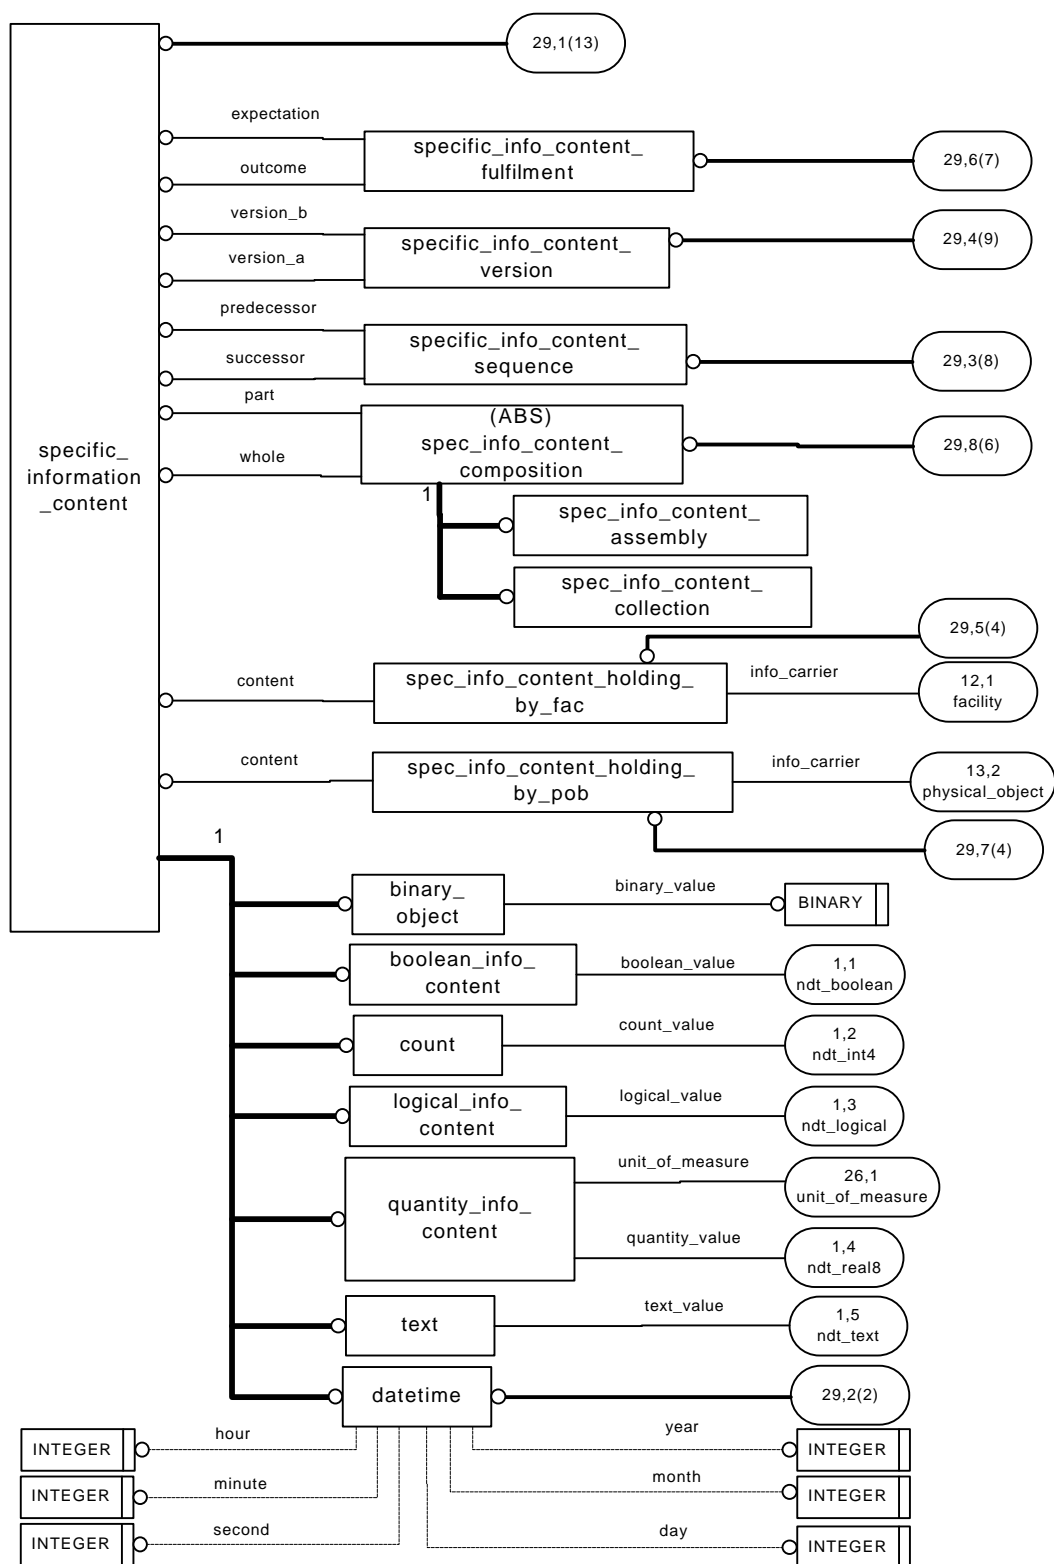 29,1(13)
expectation
specific_info_content_
fulfilment
outcome
29,6(7)
version_b
specific_info_content_
version
version_a
29,4(9)
predecessor
specific_info_content_
sequence
successor
29,3(8)
part
(ABS)
spec_info_content_
composition
whole
29,8(6)
specific_
information
_content
1
spec_info_content_
assembly
spec_info_content_
collection
29,5(4)
content
spec_info_content_holding_
by_fac
info_carrier
12,1
facility
content
spec_info_content_holding_
by_pob
info_carrier
13,2
physical_object
29,7(4)
1
binary_
object
binary_value
BINARY
boolean_info_
content
boolean_value
1,1
ndt_boolean
count
count_value
1,2
ndt_int4
logical_info_
content
logical_value
1,3
ndt_logical
quantity_info_
content
unit_of_measure
26,1
unit_of_measure
quantity_value
1,4
ndt_real8
text
text_value
1,5
ndt_text
datetime
29,2(2)
INTEGER
hour
year
INTEGER
INTEGER
minute
month
INTEGER
INTEGER
second
day
INTEGER